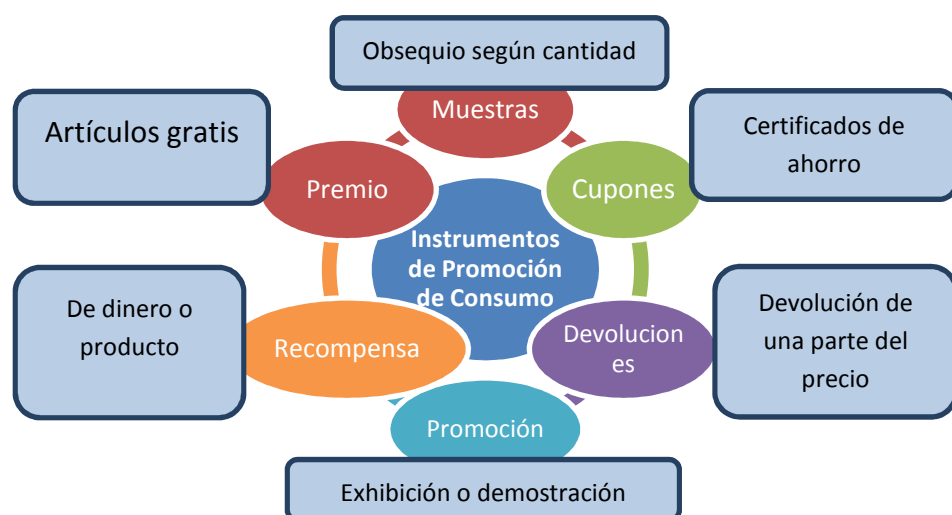 Obsequio según cantidad
Muestras
Artículos gratis
Premio
Certificados de
ahorro
Cupones
Instrumentos
de Promoción
de Consumo
De dinero o
producto
Recompensa
Devolucion
es
Devolución de
una parte del
precio
Promoción
Exhibición o demostración